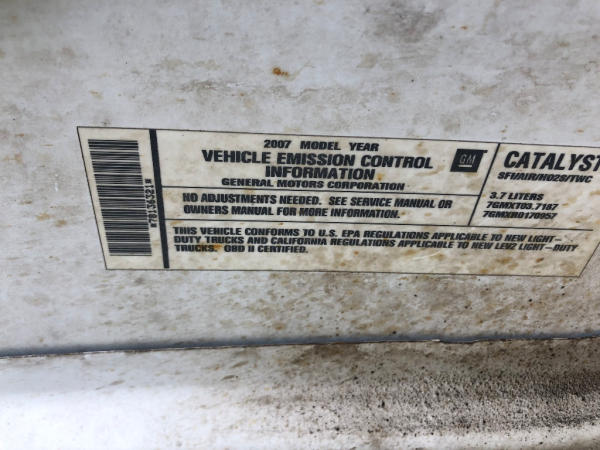 2007 MODEL YEAR
VEHICLE EMISSION CONTROL
INFORMATION
GENERAL MOTORS CORPORATION
GM
NO ADJUSTMENTS NEEDED. SEE SERVICE MANUAL OR
OWNERS MANUAL FOR MORE INFORMATION.
THIS VEHICLE CONFORMS TO U.S. EPA REGULATIONS APPLICABLE TO NEW LIGHT-
DUTY TRUCKS AND CALIFORNIA REGULATIONS APPLICABLE TO NEW LEV2 LIGHT-DUTY
TRUCKS. OBD II CERTIFIED.
CATALYST
SFI/AIR/HO2S/TWC
3.7 LITERS
7GMXT03.7187
7GMXR0170957